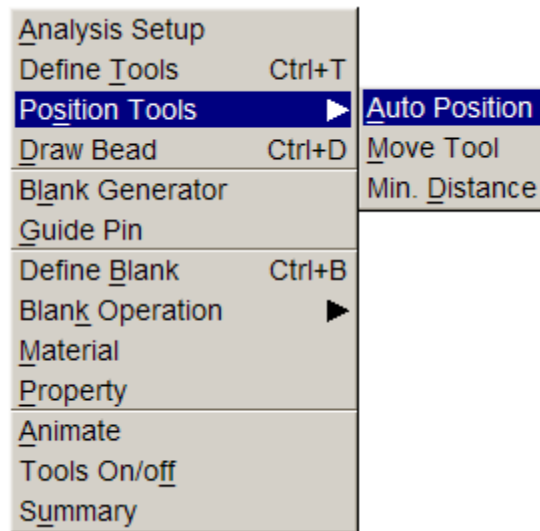 Analysis Setup
Define Tools Ctrl+T
Position Tools
Auto Position
Draw Bead Ctrl+D
Move Tool
Blank Generator
Min. Distance
Guide Pin
Define Blank Ctrl+B
Blank Operation
Material
Property
Animate
Tools On/off
Summary